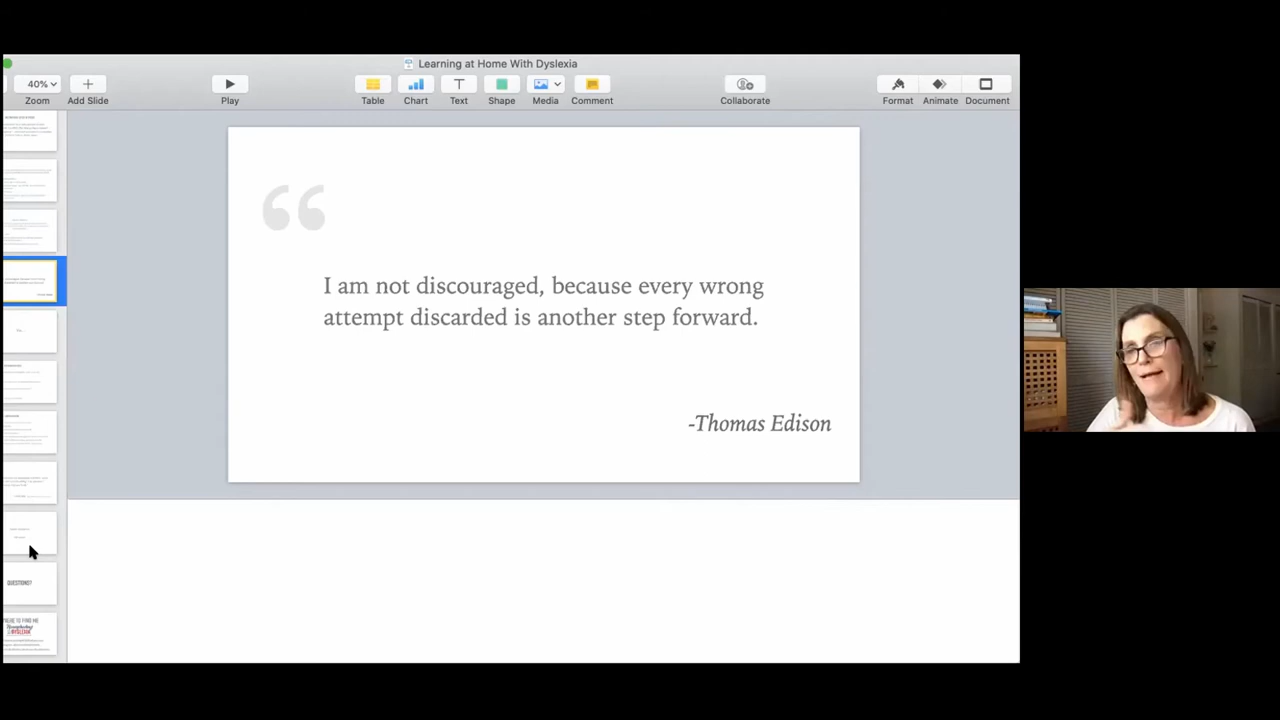 Learning at Home With Dyslexia
40%
Zoom
Add Slide
Play
Table
Chart
Text
Shape
Media
Comment
Collaborate
Format
Animate
Document
“
I am not discouraged, because every wrong
attempt discarded is another step forward.
-Thomas Edison
QUESTIONS?